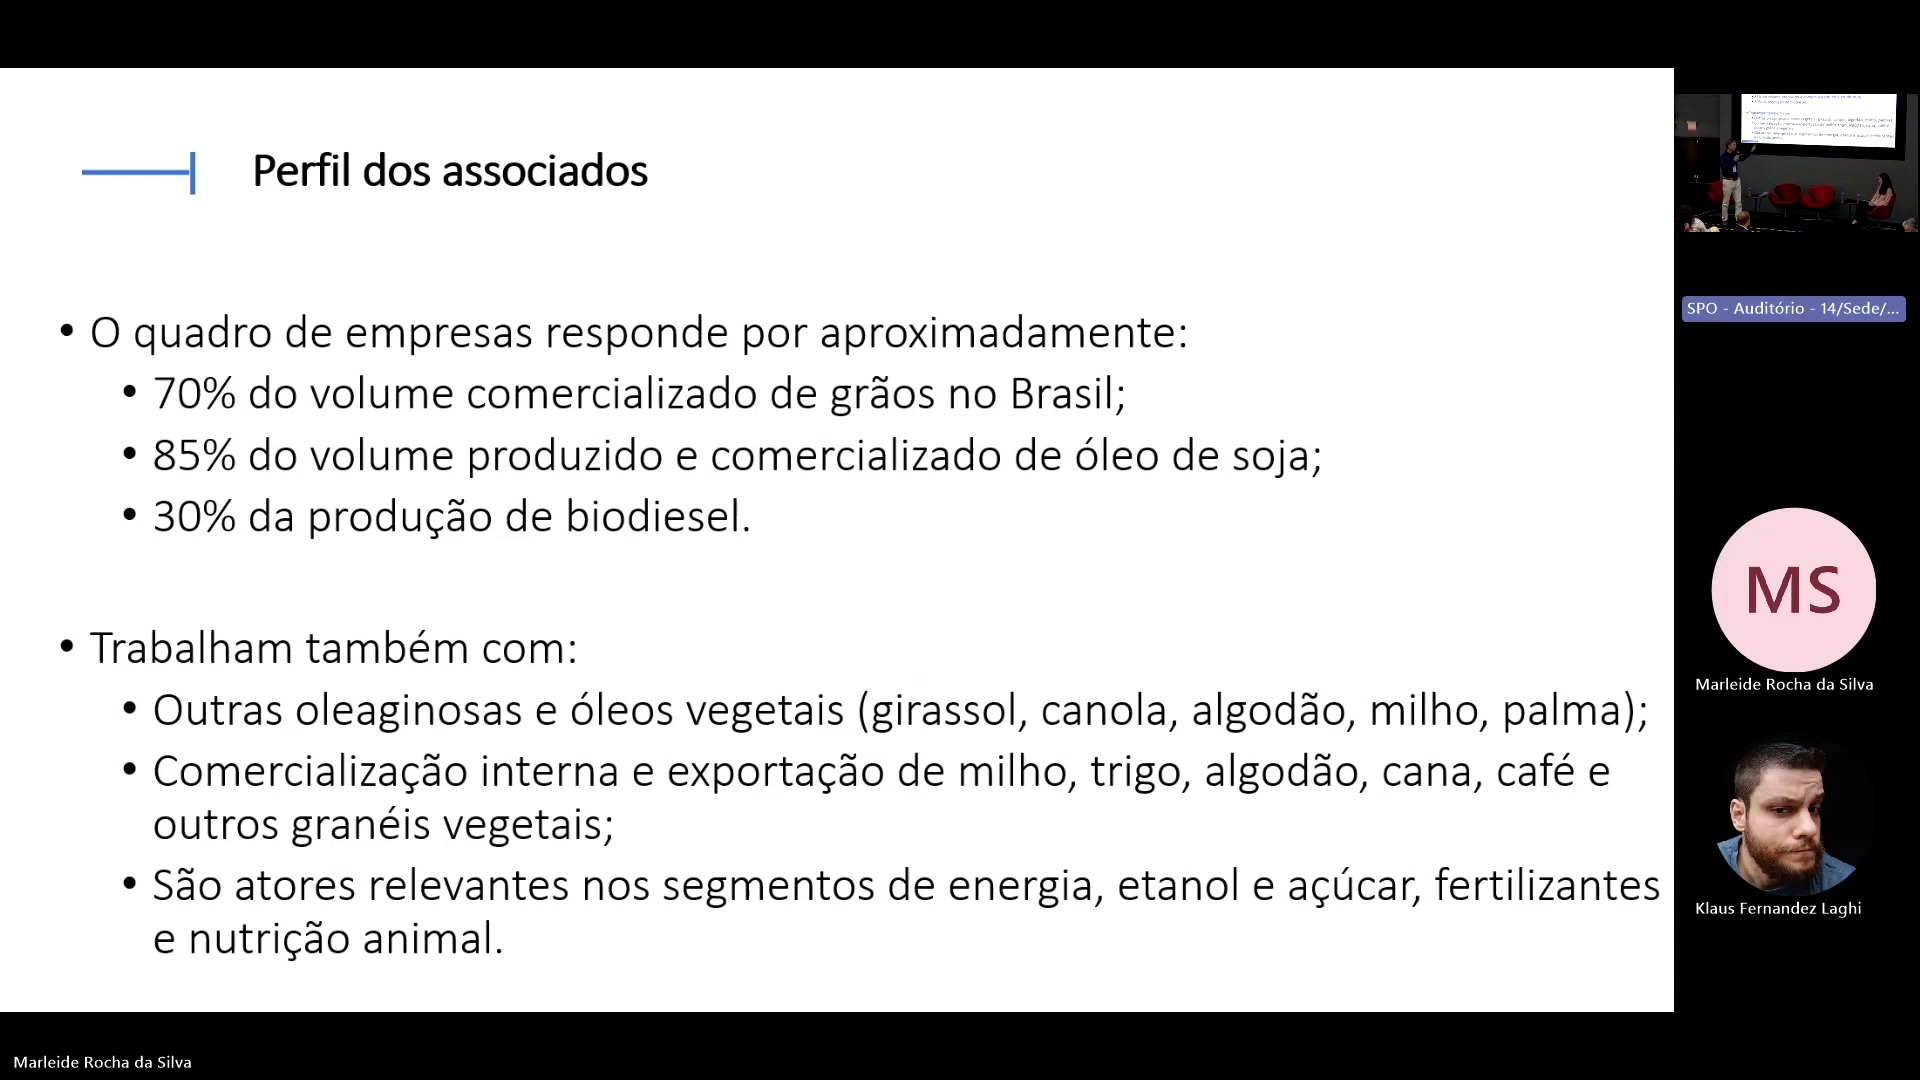 Perfil dos associados
• O quadro de empresas responde por aproximadamente:
• 70% do volume comercializado de grãos no Brasil;
• 85% do volume produzido e comercializado de óleo de soja;
• 30% da produção de biodiesel.
• Trabalham também com:
• Outras oleaginosas e óleos vegetais (girassol, canola, algodão, milho, palma);
• Comercialização interna e exportação de milho, trigo, algodão, cana, café e
outros granéis vegetais;
• São atores relevantes nos segmentos de energia, etanol e açúcar, fertilizantes
e nutrição animal.
SPO - Auditório - 14/Sede/...
MS
Marleide Rocha da Silva
Klaus Fernandez Laghi
Marleide Rocha da Silva